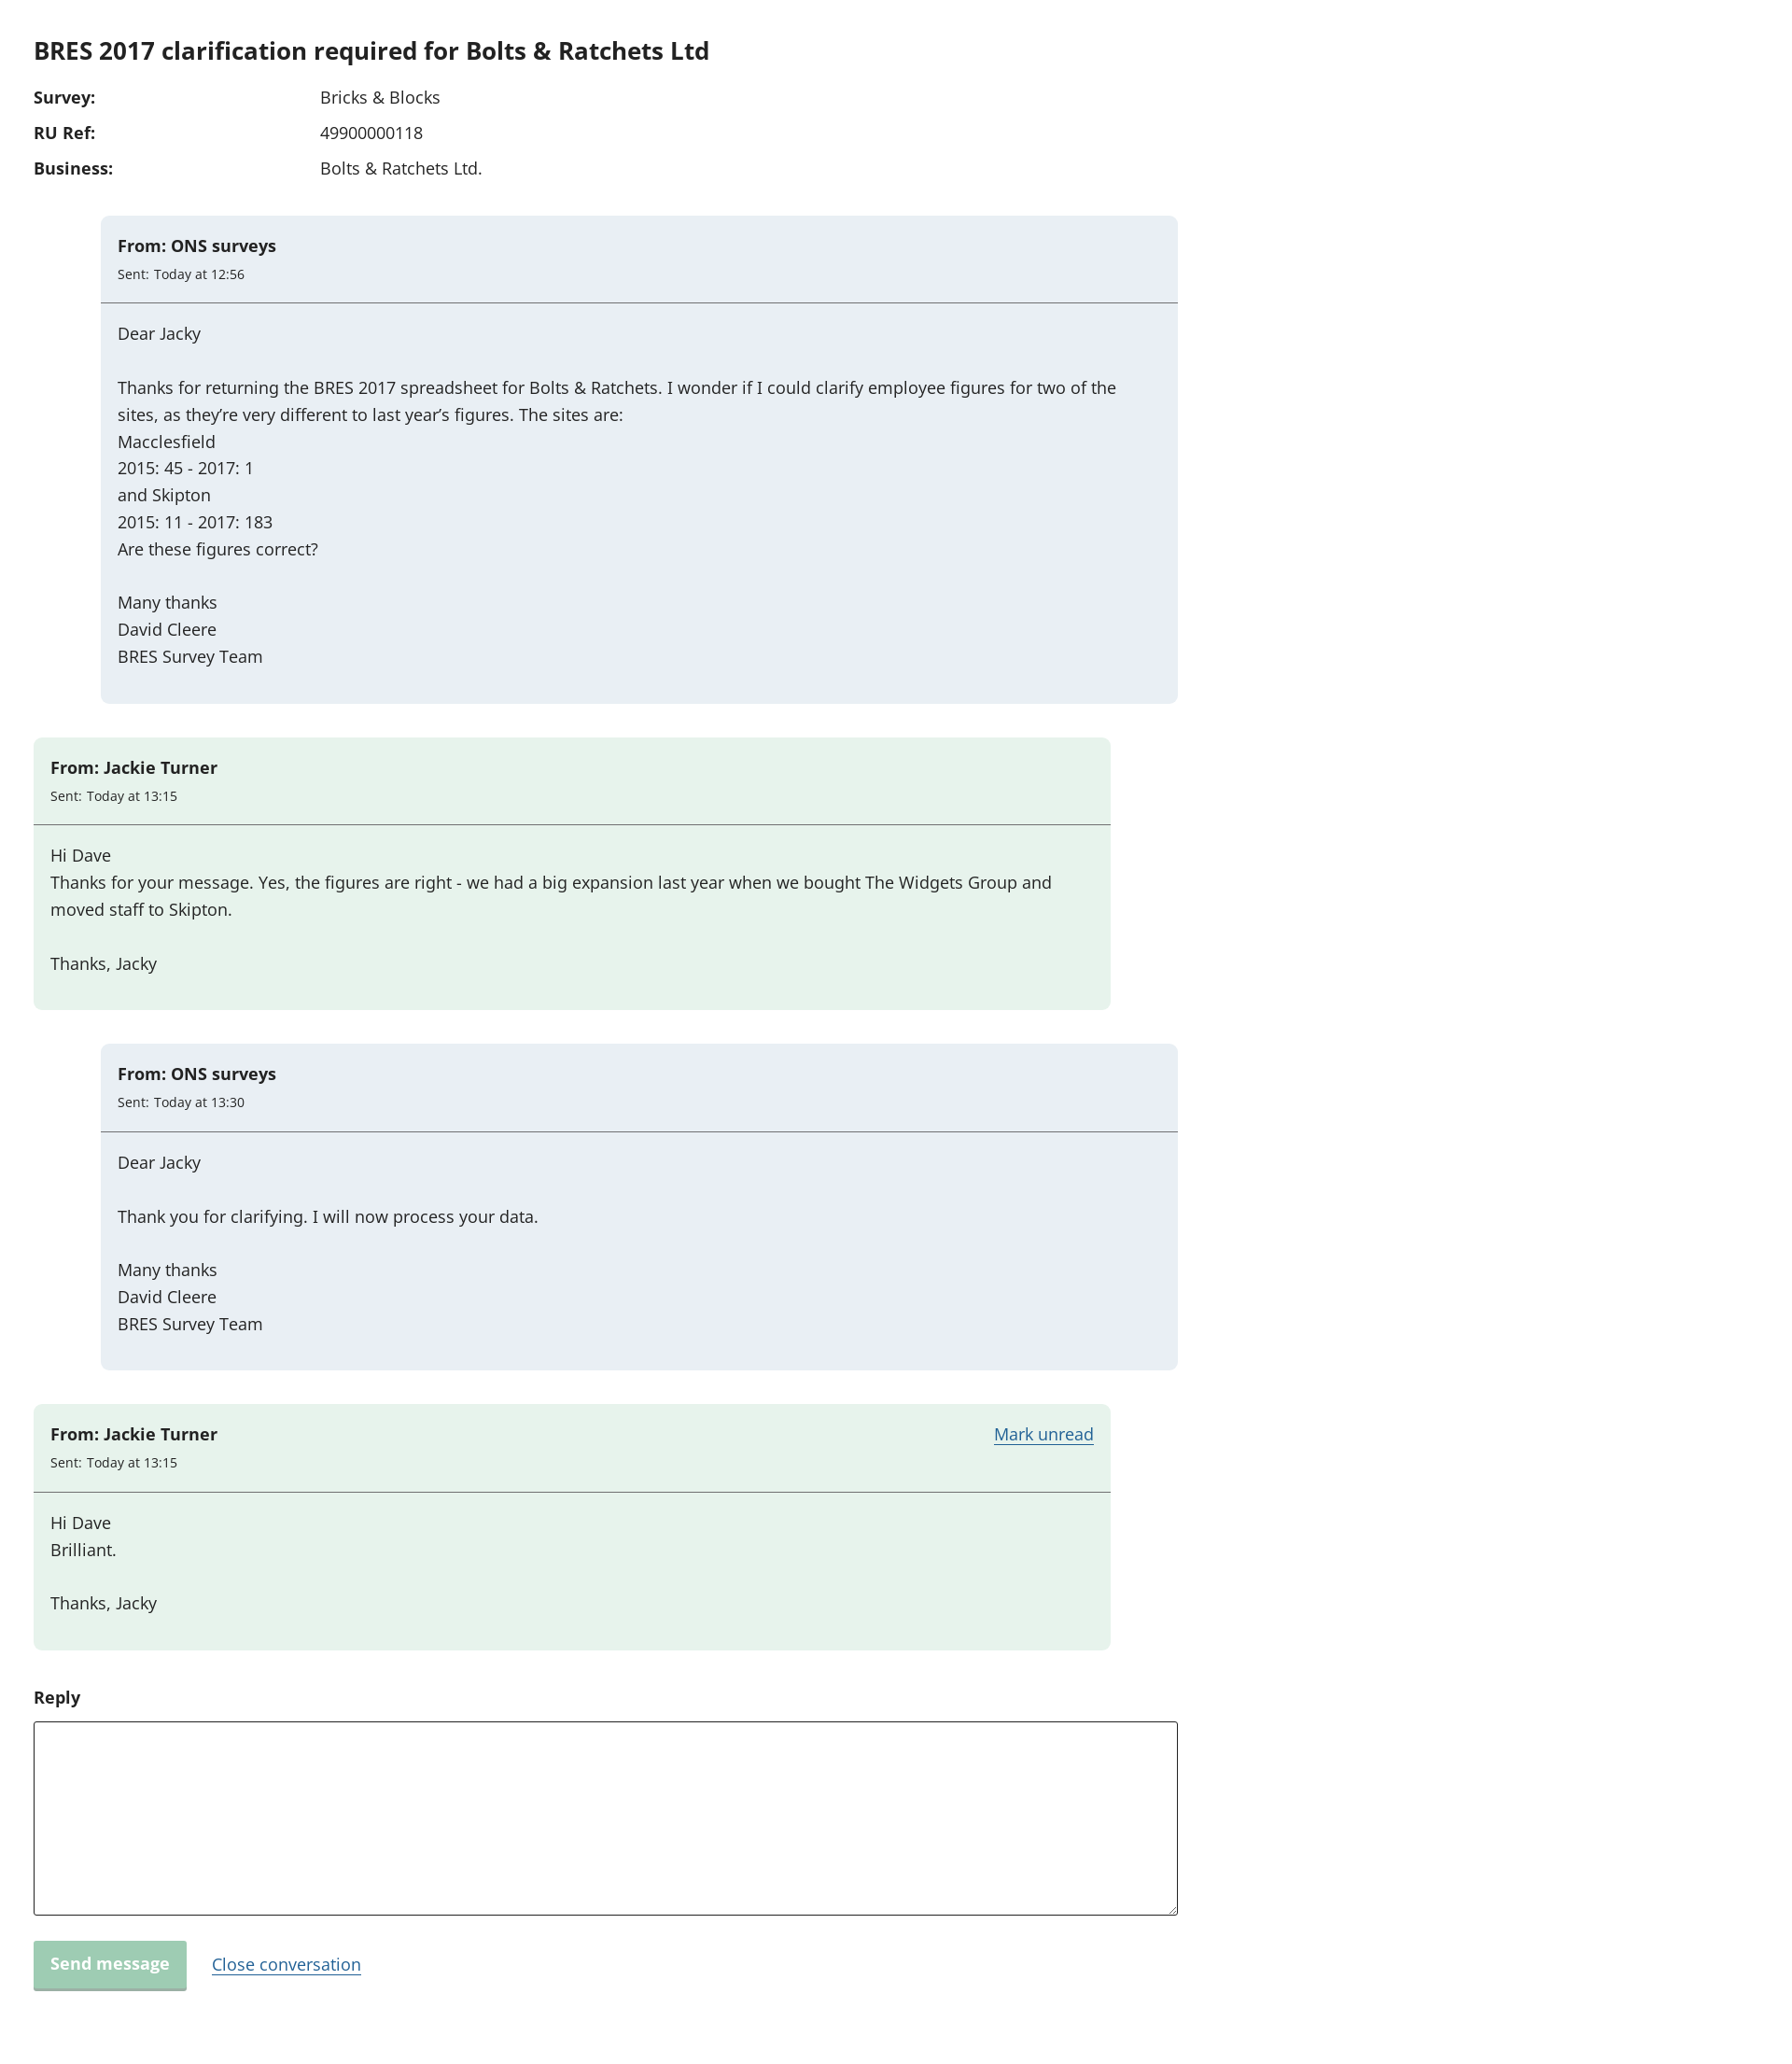 BRES 2017 clarification required for Bolts & Ratchets Ltd
Survey: Bricks & Blocks
RU Ref: 49900000118
Business: Bolts & Ratchets Ltd.
From: ONS surveys
Sent: Today at 12:56
Dear Jacky
Thanks for returning the BRES 2017 spreadsheet for Bolts & Ratchets. I wonder if I could clarify employee figures for two of the
sites, as they’re very different to last year’s figures. The sites are:
Macclesfield
2015: 45 - 2017: 1
and Skipton
2015: 11 - 2017: 183
Are these figures correct?
Many thanks
David Cleere
BRES Survey Team
From: Jackie Turner
Sent: Today at 13:15
Hi Dave
Thanks for your message. Yes, the figures are right - we had a big expansion last year when we bought The Widgets Group and
moved staff to Skipton.
Thanks, Jacky
From: ONS surveys
Sent: Today at 13:30
Dear Jacky
Thank you for clarifying. I will now process your data.
Many thanks
David Cleere
BRES Survey Team
From: Jackie Turner Mark unread
Sent: Today at 13:15
Hi Dave
Brilliant.
Thanks, Jacky
Reply
Send message Close conversation